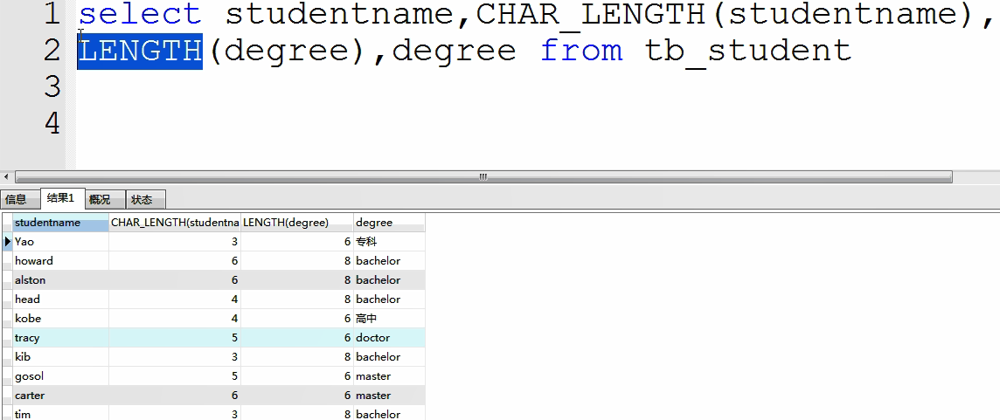 1 select studentname,CHAR_LENGTH(studentname),
2 LENGTH(degree),degree from tb_student
3
4
信息 结果1 概况 状态
studentname CHAR_LENGTH(studentna LENGTH(degree) degree
Yao 3 6 专科
howard 6 8 bachelor
alston 6 8 bachelor
head 4 8 bachelor
kobe 4 6 高中
tracy 5 6 doctor
kib 3 8 bachelor
gosol 5 6 master
carter 6 6 master
tim 3 8 bachelor